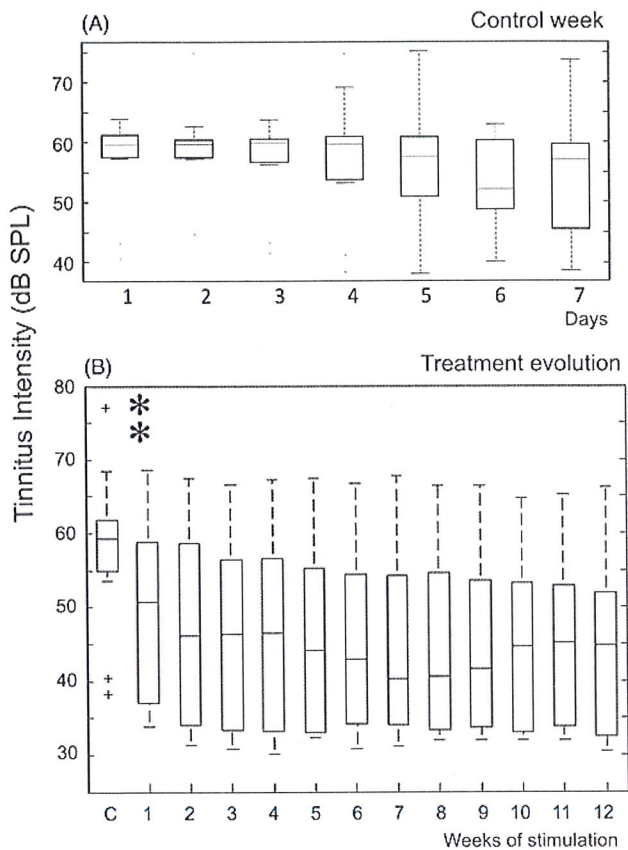 (A) Control week
70
60
50
40
1 2 3 4 5 6 7
Days
Tinnitus Intensity (dB SPL)
(B) Treatment evolution
80
70
60
50
40
30
C 1 2 3 4 5 6 7 8 9 10 11 12
Weeks of stimulation